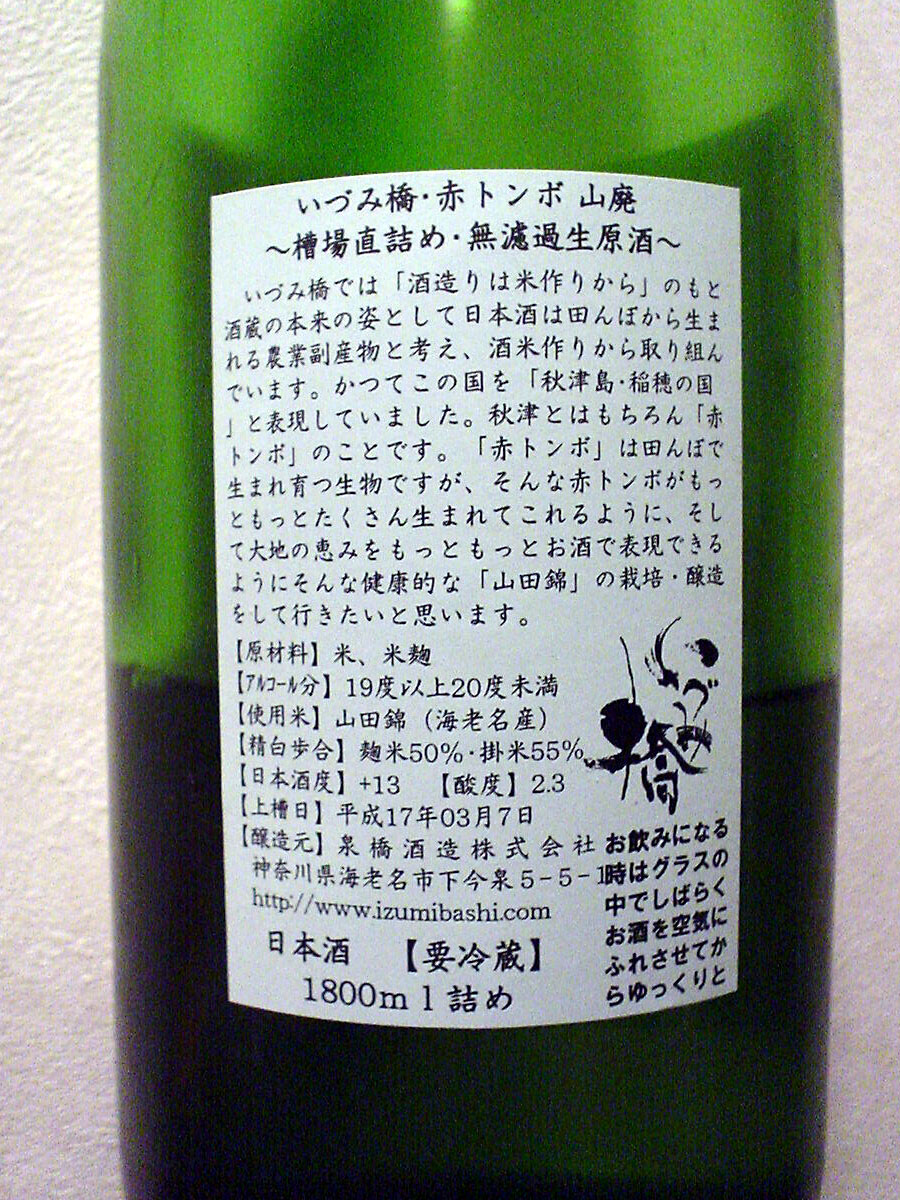 いづみ橋・赤トンボ 山廃
～槽場直詰め・無濾過生原酒～
いづみ橋では「酒造りは米作りから」のもと
酒蔵の本来の姿として日本酒は田んぼから生ま
れる農業副産物と考え、酒米作りから取り組ん
でいます。かつてこの国を「秋津島・稲穂の国
」と表現していました。秋津とはもちろん「赤
トンボ」のことです。「赤トンボ」は田んぼで
生まれ育つ生物ですが、そんな赤トンボがもっ
ともっとたくさん生まれてこれるように、そし
て大地の恵みをもっともっとお酒で表現できる
ようにそんな健康的な「山田錦」の栽培・醸造
をして行きたいと思います。
【原材料】米、米麹
【アルコール分】19度以上20度未満
【使用米】山田錦（海老名産）
【精白歩合】麹米50％・掛米55％
【日本酒度】+13 【酸度】2.3
【上槽日】平成17年03月7日
【醸造元】泉橋酒造株式会社
神奈川県海老名市下今泉5-5-1
http://www.izumibashi.com
日本酒 【要冷蔵】
1800ml詰め
いづみ橋
お飲みになる
時はグラスの
中でしばらく
お酒を空気に
ふれさせてか
らゆっくりと